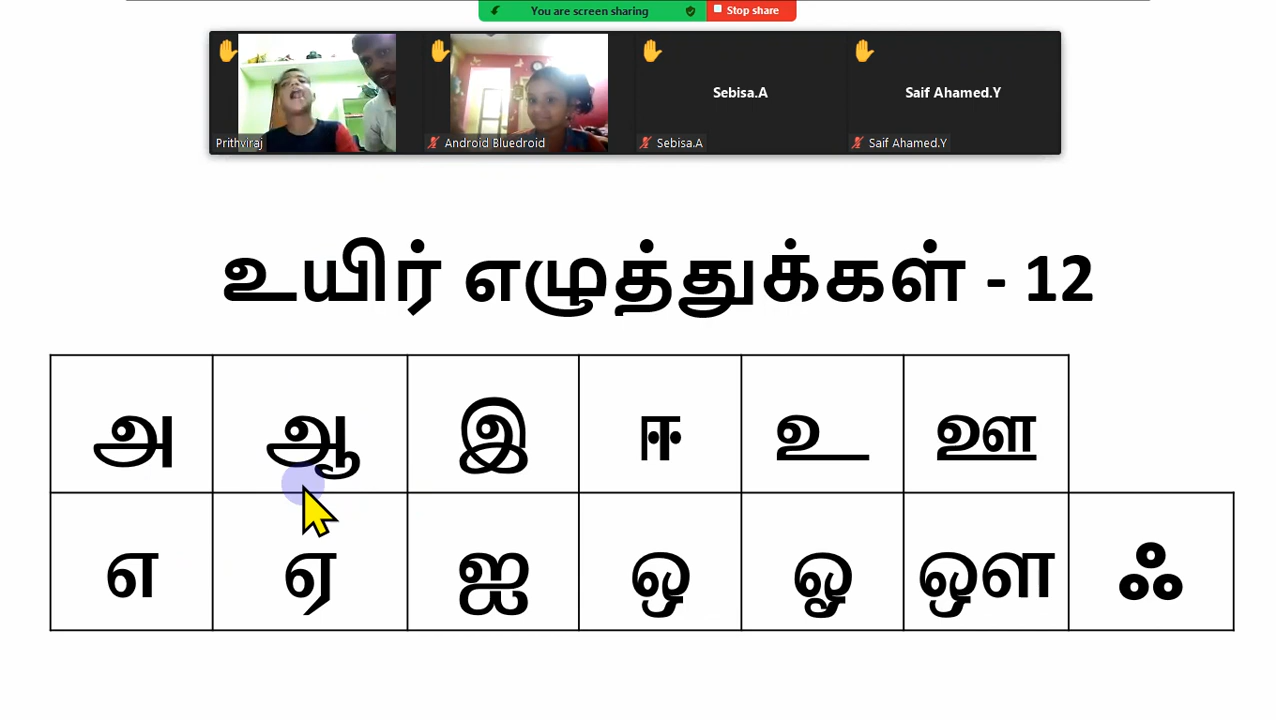 You are screen sharing Stop share
Sebisa.A Saif Ahamed.Y
Prithviraj Android Bluedroid Sebisa.A Saif Ahamed.Y
உயிர் எழுத்துக்கள் - 12
அ ஆ இ ஈ உ ஊ
எ ஏ ஐ ஒ ஓ ஔ ஃ